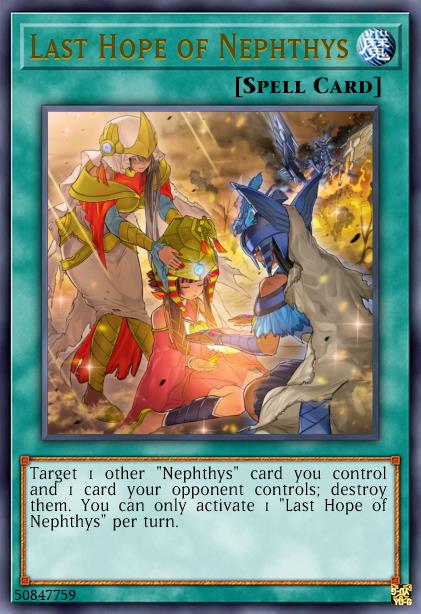 Last Hope of Nephthys 魔
[Spell Card]
Target 1 other "Nephthys" card you control
and 1 card your opponent controls; destroy
them. You can only activate 1 "Last Hope of
Nephthys" per turn.
50847759